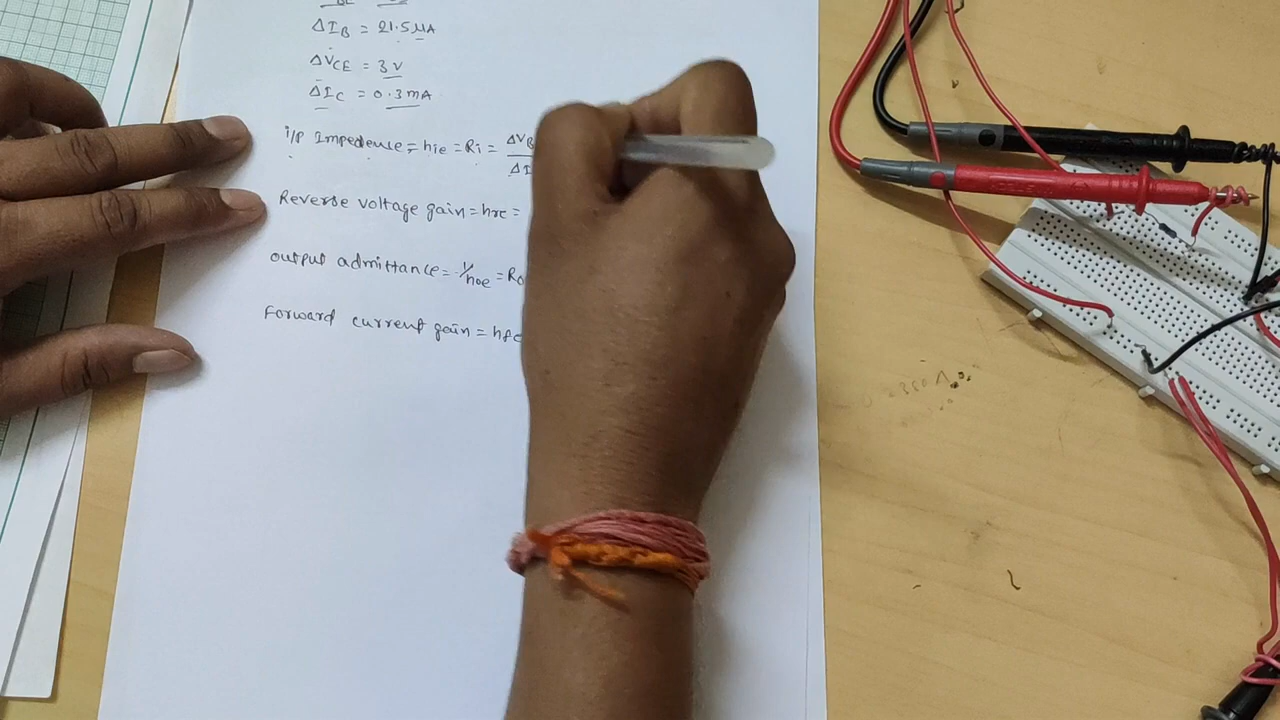 ΔIB = 21.5μA
ΔVCE = 3V
ΔIC = 0.3mA
i/p Impedence = hie = Ri = ΔVB / ΔI
Reverse voltage gain = hre =
output admittance = 1/hoe = Ro
Forward current gain = hfe